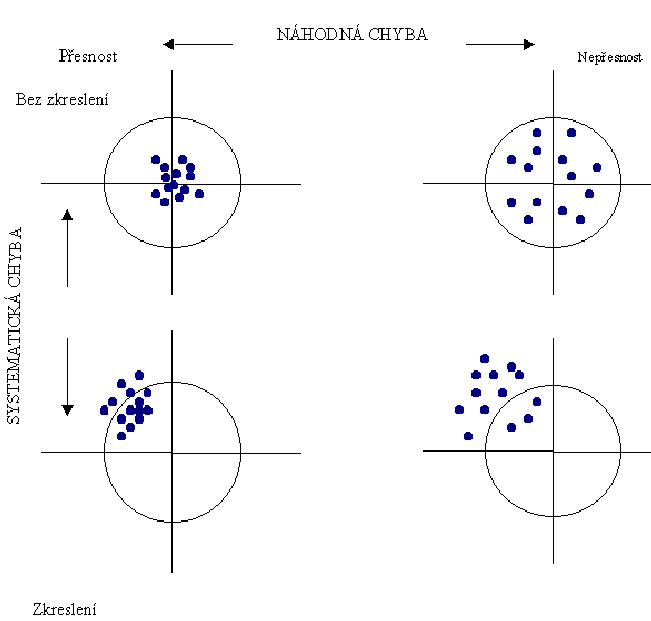 NÁHODNÁ CHYBA
Přesnost
Nepřesnost
Bez zkreslení
SYSTEMATICKÁ CHYBA
Zkreslení